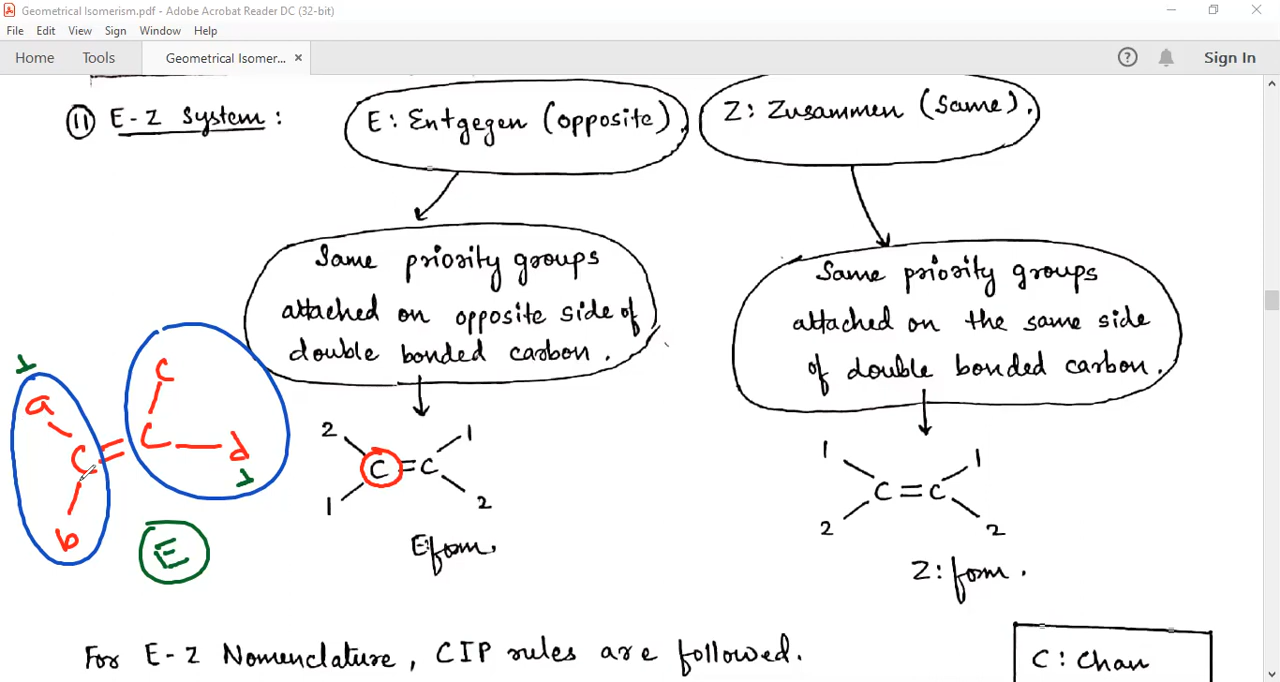 Geometrical Isomerism.pdf - Adobe Acrobat Reader DC (32-bit)
File Edit View Sign Window Help
Home Tools Geometrical Isomer... × Sign In
(11) E-Z System : E: Entgegen (opposite). Z: Zusammen (Same).
Same priority groups
attached on opposite side of
double bonded carbon.
Same priority groups
attached on the same side
of double bonded carbon.
1
a
C
b
=
C
C
d
1
E
2 1
C=C
1 2
E:form.
1 1
C=C
2 2
Z: form.
For E-Z Nomenclature, CIP rules are followed.
C: Chan